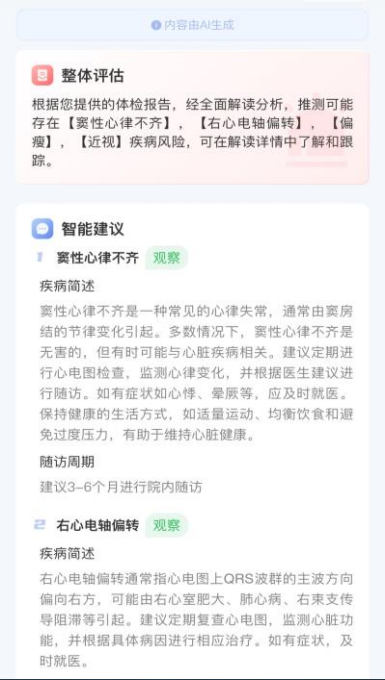 内容由AI生成
整体评估
根据您提供的体检报告，经全面解读分析，推测可能
存在【窦性心律不齐】，【右心电轴偏转】，【偏
瘦】，【近视】疾病风险，可在解读详情中了解和跟
踪。
智能建议
1 窦性心律不齐 观察
疾病简述
窦性心律不齐是一种常见的心律失常，通常由窦房
结的节律变化引起。多数情况下，窦性心律不齐是
无害的，但有时可能与心脏疾病相关。建议定期进
行心电图检查，监测心律变化，并根据医生建议进
行随访。如有症状如心悸、晕厥等，应及时就医。
保持健康的生活方式，如适量运动、均衡饮食和避
免过度压力，有助于维持心脏健康。
随访周期
建议3-6个月进行院内随访
2 右心电轴偏转 观察
疾病简述
右心电轴偏转通常指心电图上QRS波群的主波方向
偏向右方，可能由右心室肥大、肺心病、右束支传
导阻滞等引起。建议定期复查心电图，监测心脏功
能，并根据具体病因进行相应治疗。如有症状，及
时就医。